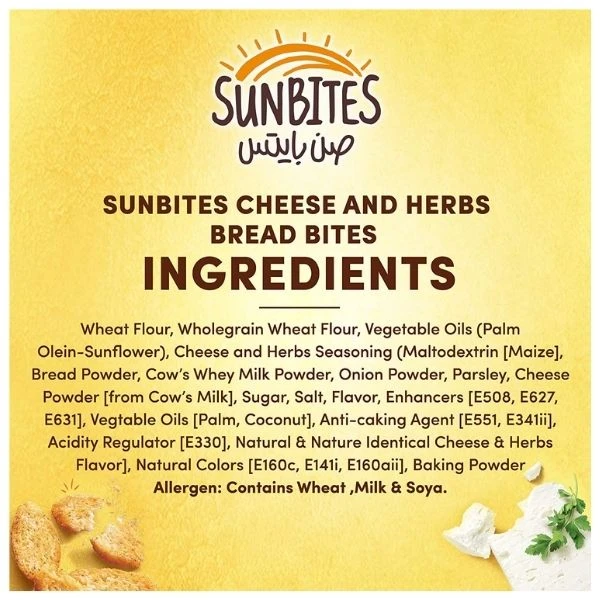 SUNBITES
صن بايتس
SUNBITES CHEESE AND HERBS
BREAD BITES
INGREDIENTS
Wheat Flour, Wholegrain Wheat Flour, Vegetable Oils (Palm
Olein-Sunflower), Cheese and Herbs Seasoning (Maltodextrin [Maize],
Bread Powder, Cow's Whey Milk Powder, Onion Powder, Parsley, Cheese
Powder [from Cow's Milk], Sugar, Salt, Flavor, Enhancers [E508, E627,
E631], Vegtable Oils [Palm, Coconut], Anti-caking Agent [E551, E341ii],
Acidity Regulator [E330], Natural & Nature Identical Cheese & Herbs
Flavor], Natural Colors [E160c, E141i, E160aii], Baking Powder
Allergen: Contains Wheat ,Milk & Soya.